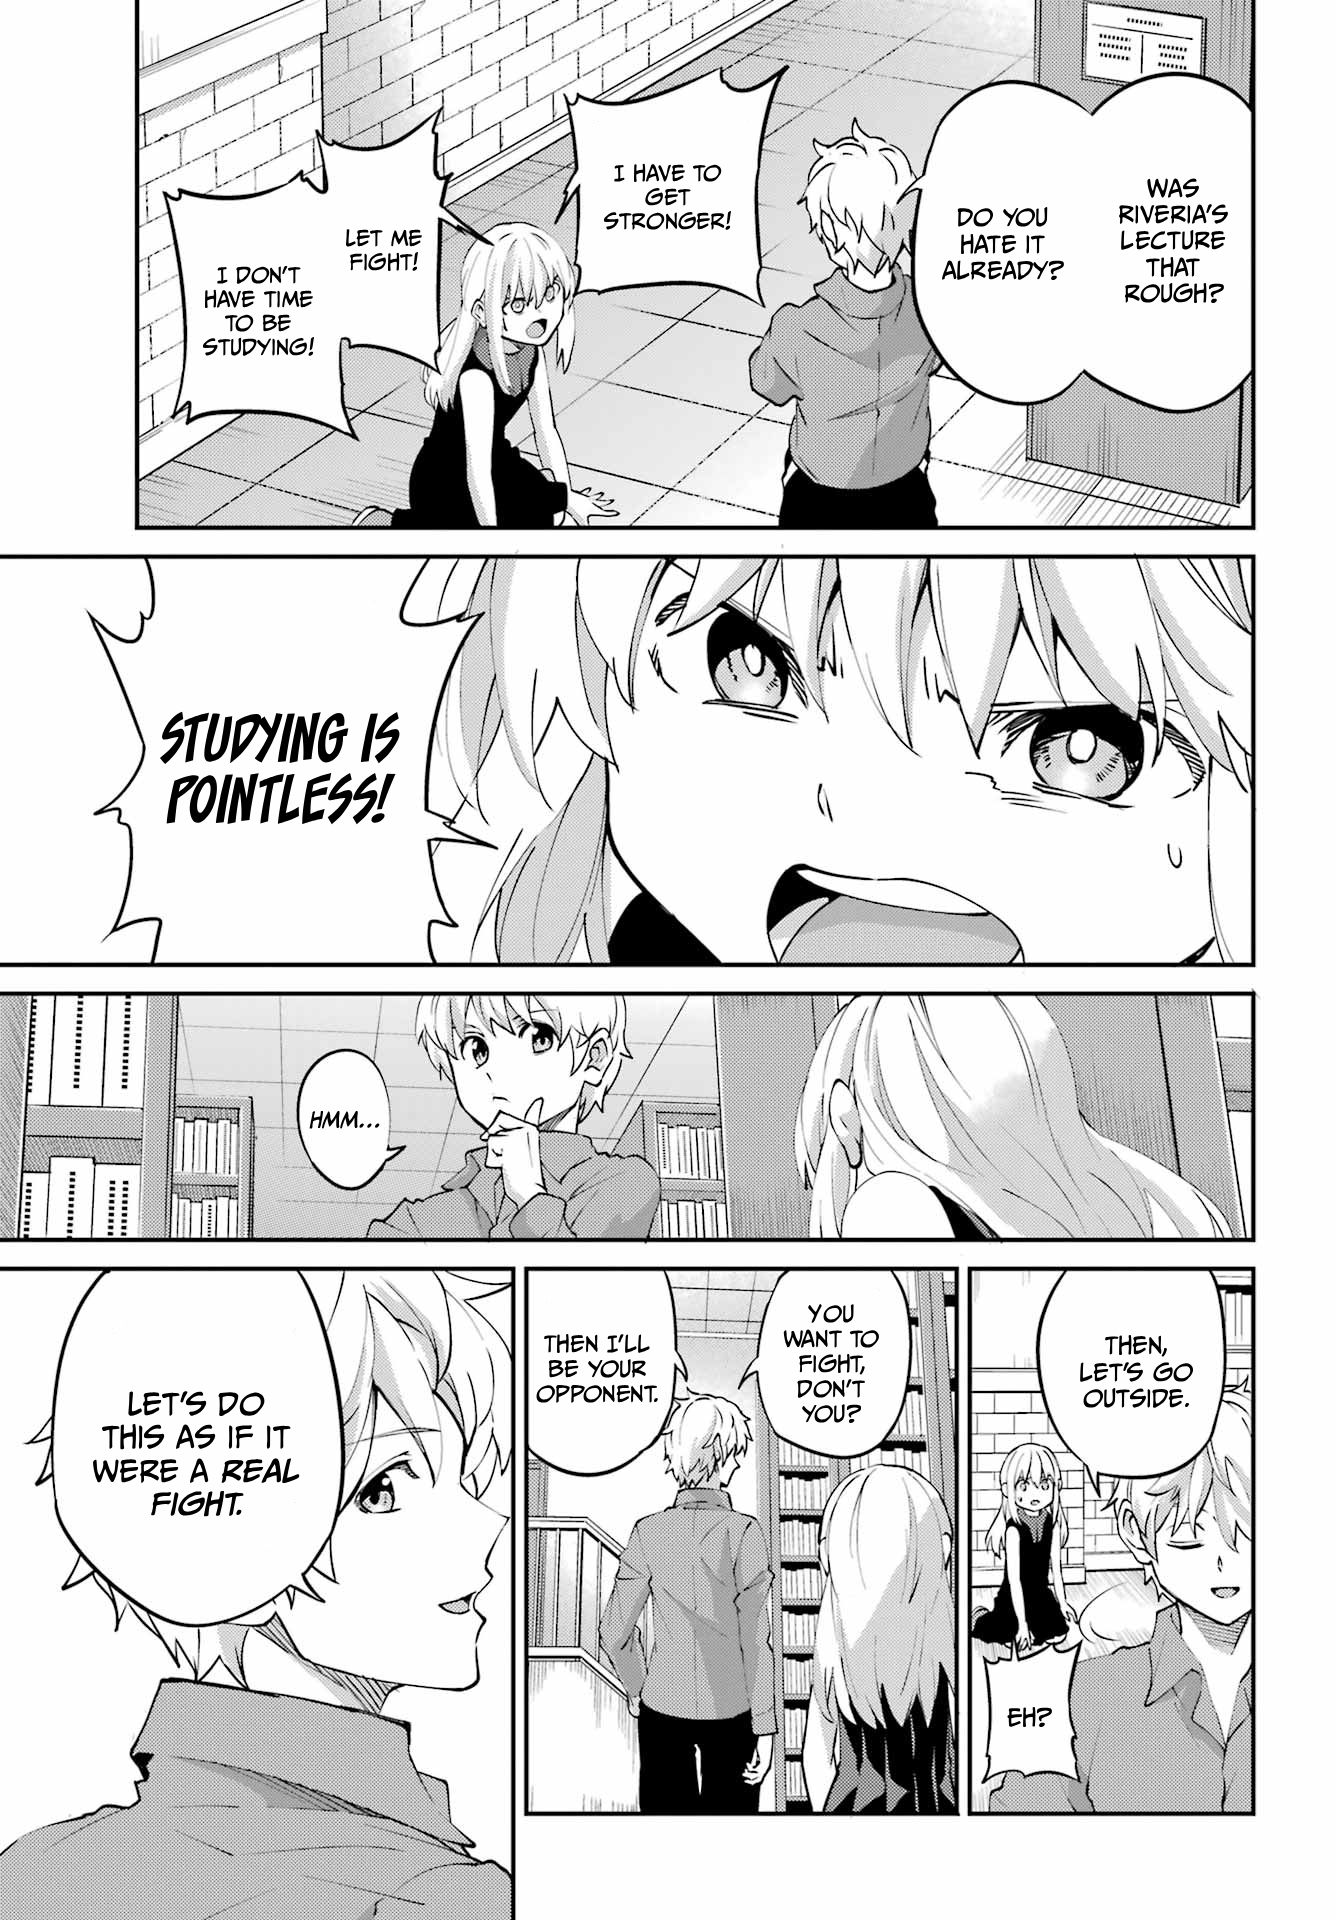 WAS
RIVERIA'S
LECTURE
THAT
ROUGH?
DO YOU
HATE IT
ALREADY?
I HAVE TO
GET
STRONGER!
LET ME
FIGHT!
I DON'T
HAVE TIME
TO BE
STUDYING!
STUDYING IS
POINTLESS!
HMM...
THEN,
LET'S GO
OUTSIDE.
EH?
YOU
WANT TO
FIGHT,
DON'T
YOU?
THEN I'LL
BE YOUR
OPPONENT.
LET'S DO
THIS AS IF IT
WERE A REAL
FIGHT.